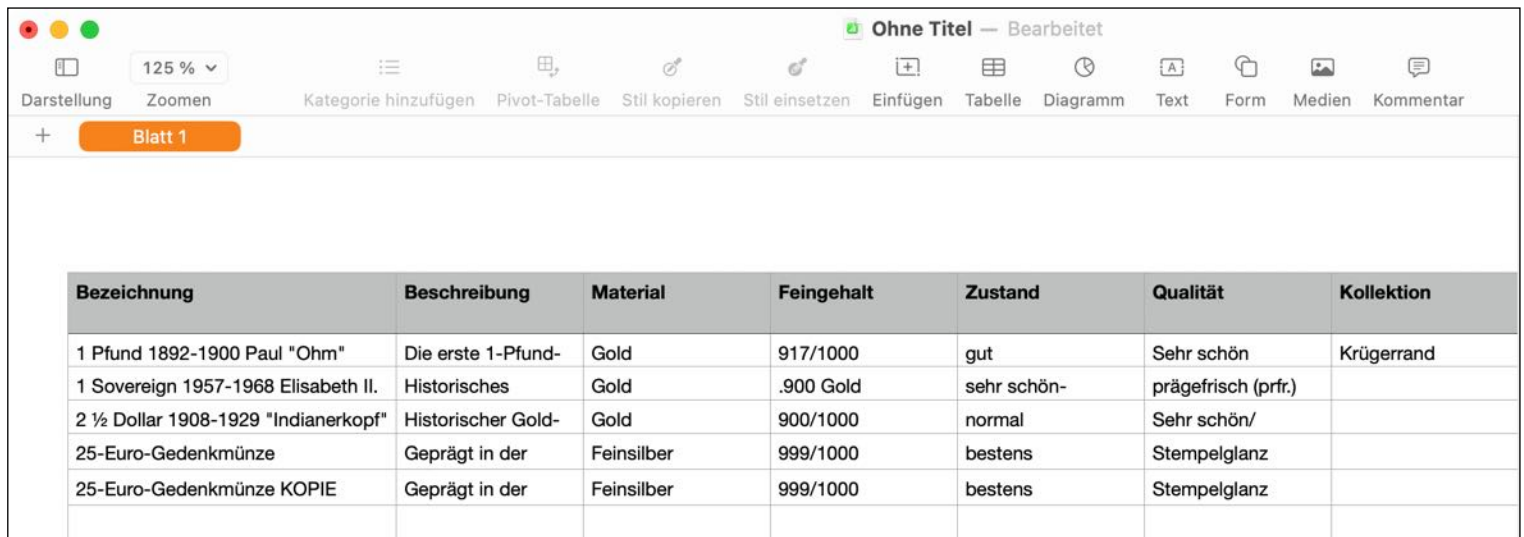 Ohne Titel — Bearbeitet
125 %
Darstellung Zoomen Kategorie hinzufügen Pivot-Tabelle Stil kopieren Stil einsetzen Einfügen Tabelle Diagramm Text Form Medien Kommentar
+ Blatt 1
Bezeichnung Beschreibung Material Feingehalt Zustand Qualität Kollektion
1 Pfund 1892-1900 Paul "Ohm" Die erste 1-Pfund- Gold 917/1000 gut Sehr schön Krügerrand
1 Sovereign 1957-1968 Elisabeth II. Historisches Gold .900 Gold sehr schön- prägefrisch (prfr.)
2 ½ Dollar 1908-1929 "Indianerkopf" Historischer Gold- Gold 900/1000 normal Sehr schön/
25-Euro-Gedenkmünze Geprägt in der Feinsilber 999/1000 bestens Stempelglanz
25-Euro-Gedenkmünze KOPIE Geprägt in der Feinsilber 999/1000 bestens Stempelglanz